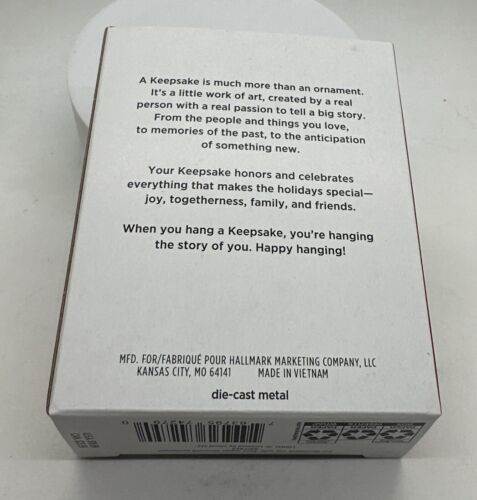 A Keepsake is much more than an ornament.
It's a little work of art, created by a real
person with a real passion to tell a big story.
From the people and things you love,
to memories of the past, to the anticipation
of something new.
Your Keepsake honors and celebrates
everything that makes the holidays special—
joy, togetherness, family, and friends.
When you hang a Keepsake, you're hanging
the story of you. Happy hanging!
MFD. FOR/FABRIQUÉ POUR HALLMARK MARKETING COMPANY, LLC
KANSAS CITY, MO 64141 MADE IN VIETNAM
die-cast metal